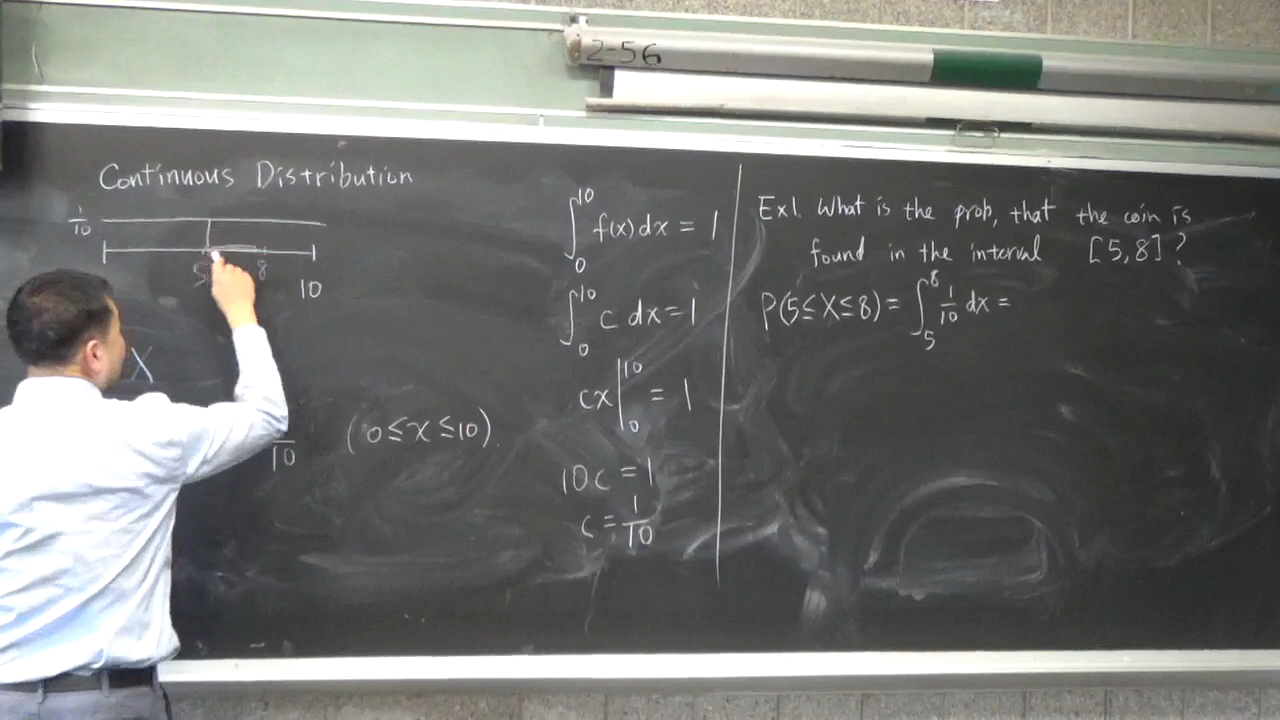 2-56
Continuous Distribution
1/10
5 8
10
X
10 (0≤x≤10).
∫₀¹⁰ f(x)dx = 1
∫₀¹⁰ c dx = 1
cx|₀¹⁰ = 1
10c = 1
c = 1/10
Ex1. What is the prob, that the coin is
found in the interval [5,8]?
P(5≤X≤8) = ∫₅⁸ 1/10 dx =